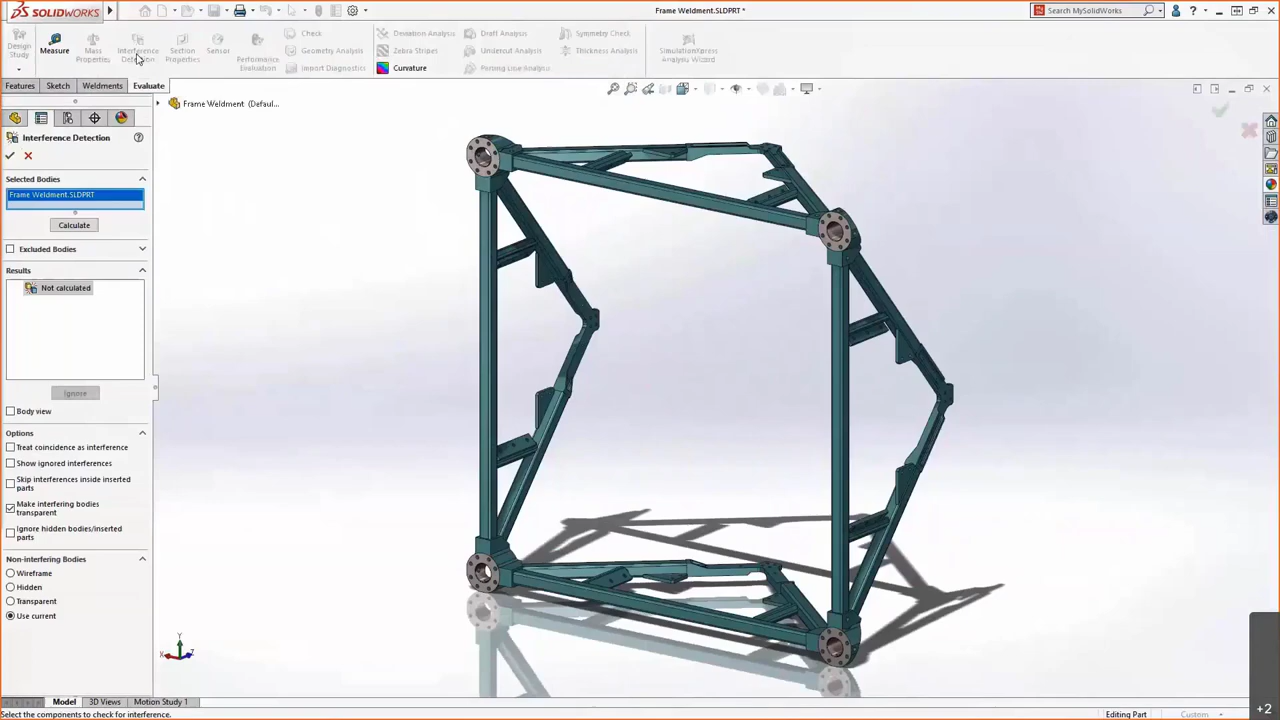 SOLIDWORKS
Frame Weldment.SLDPRT *
Search MySolidWorks
Design Study
Measure
Mass Properties
Interference Detection
Section Properties
Sensor
Performance Evaluation
Check
Geometry Analysis
Import Diagnostics
Deviation Analysis
Zebra Stripes
Curvature
Draft Analysis
Undercut Analysis
Parting Line Analysis
Symmetry Check
Thickness Analysis
SimulationXpress Analysis Wizard
Features
Sketch
Weldments
Evaluate
Frame Weldment (Defaul...
Interference Detection
Selected Bodies
Frame Weldment.SLDPRT
Calculate
Excluded Bodies
Results
Not calculated
Ignore
Body view
Options
Treat coincidence as interference
Show ignored interferences
Skip interferences inside inserted
parts
Make interfering bodies
transparent
Ignore hidden bodies/inserted
parts
Non-interfering Bodies
Wireframe
Hidden
Transparent
Use current
Y
X
Z
Model
3D Views
Motion Study 1
Select the components to check for interference.
Editing Part
Custom
+2